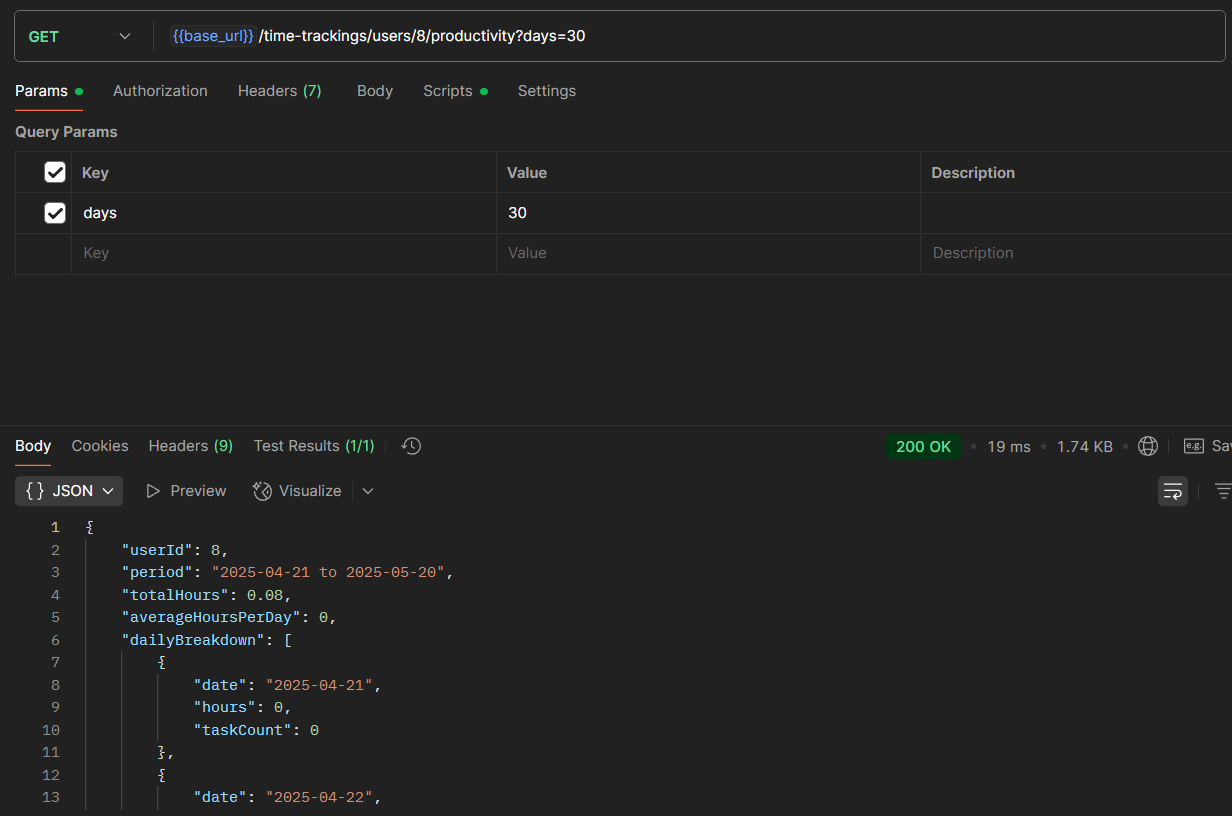 GET {{base_url}} /time-trackings/users/8/productivity?days=30
Params Authorization Headers (7) Body Scripts Settings
Query Params
Key Value Description
days 30
Key Value Description
Body Cookies Headers (9) Test Results (1/1) 200 OK 19 ms 1.74 KB e.g. Sa
{} JSON Preview Visualize
1 {
2 "userId": 8,
3 "period": "2025-04-21 to 2025-05-20",
4 "totalHours": 0.08,
5 "averageHoursPerDay": 0,
6 "dailyBreakdown": [
7 {
8 "date": "2025-04-21",
9 "hours": 0,
10 "taskCount": 0
11 },
12 {
13 "date": "2025-04-22",